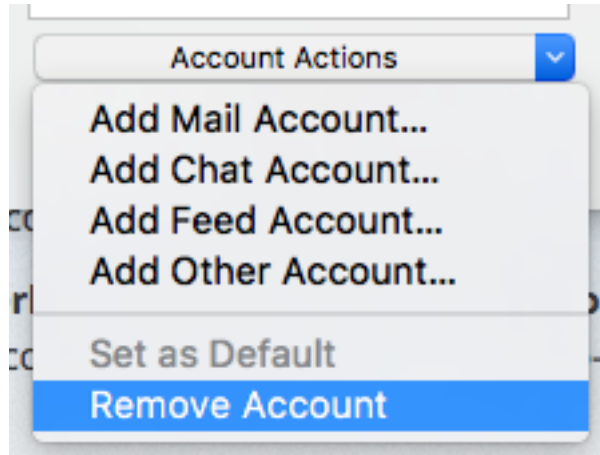 Account Actions
Add Mail Account...
Add Chat Account...
Add Feed Account...
Add Other Account...
Set as Default
Remove Account